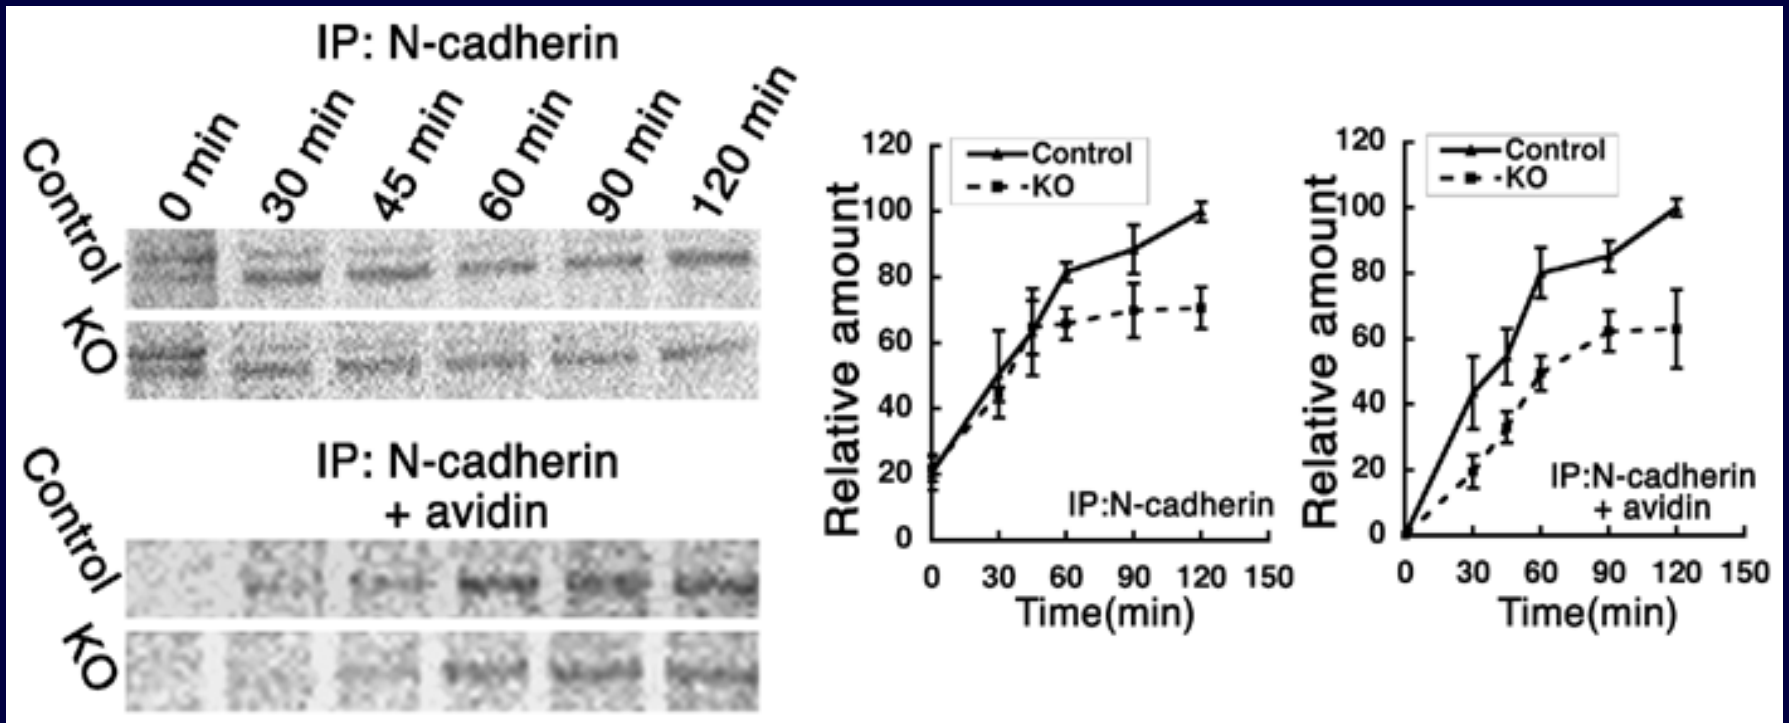 IP: N-cadherin
0 min
30 min
45 min
60 min
90 min
120 min
Control
KO
IP: N-cadherin
+ avidin
Control
KO
Relative amount
120
100
80
60
40
20
0
Control
KO
IP:N-cadherin
0 30 60 90 120 150
Time(min)
Relative amount
120
100
80
60
40
20
0
Control
KO
IP:N-cadherin
+ avidin
0 30 60 90 120 150
Time(min)